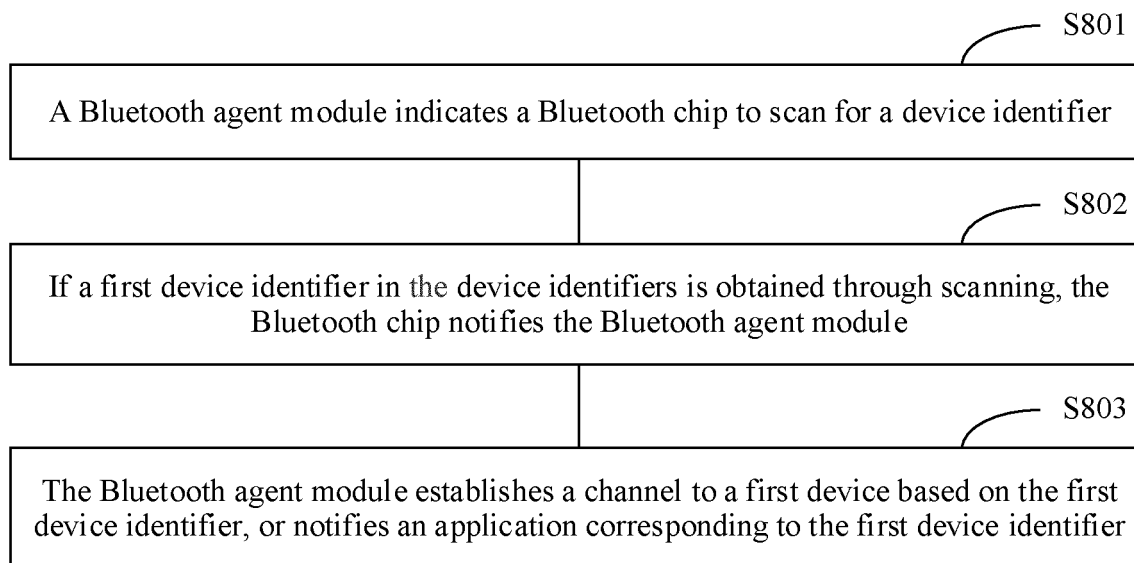 S801
A Bluetooth agent module indicates a Bluetooth chip to scan for a device identifier
S802
If a first device identifier in the device identifiers is obtained through scanning, the
Bluetooth chip notifies the Bluetooth agent module
S803
The Bluetooth agent module establishes a channel to a first device based on the first
device identifier, or notifies an application corresponding to the first device identifier